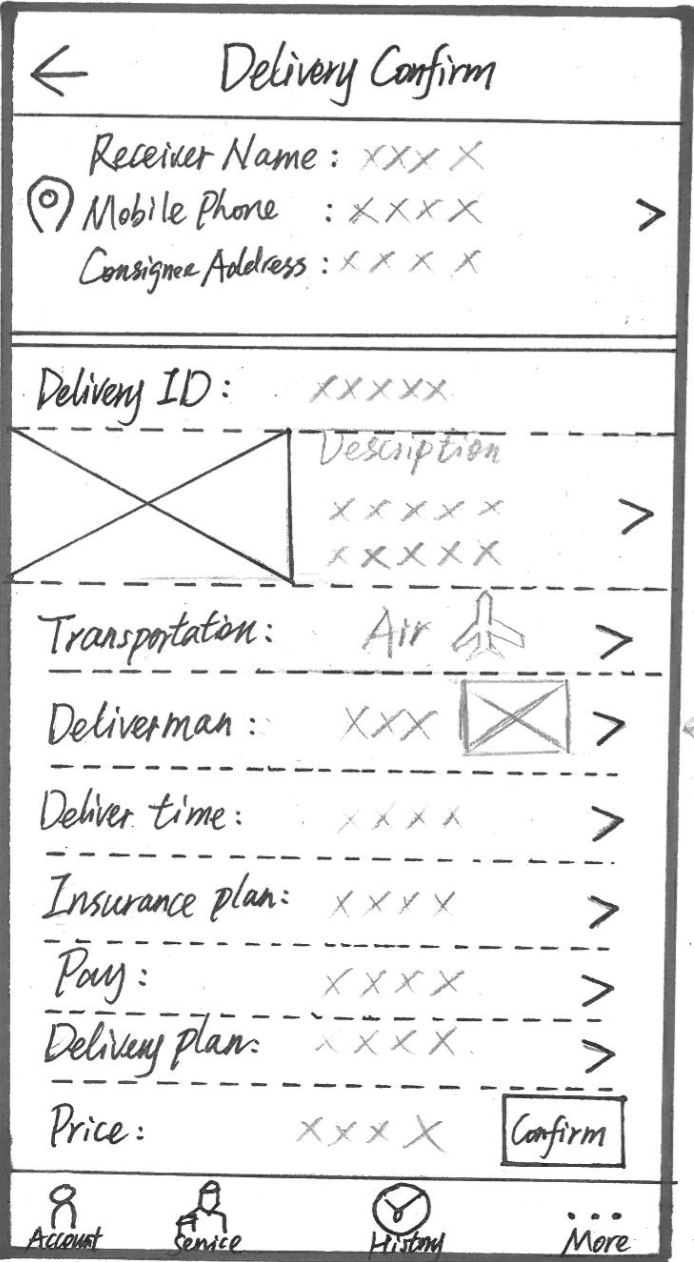 Delivery Confirm
Receiver Name: xxxx
Mobile Phone : xxxx
Consignee Address: xxxx
Delivery ID: xxxxx
Description
xxxxx
xxxxx
Transportation: Air
Deliverman: xxx
Deliver time: xxxx
Insurance plan: xxxx
Pay: xxxx
Delivery plan: xxxx
Price: xxxx Confirm
Account Service History More